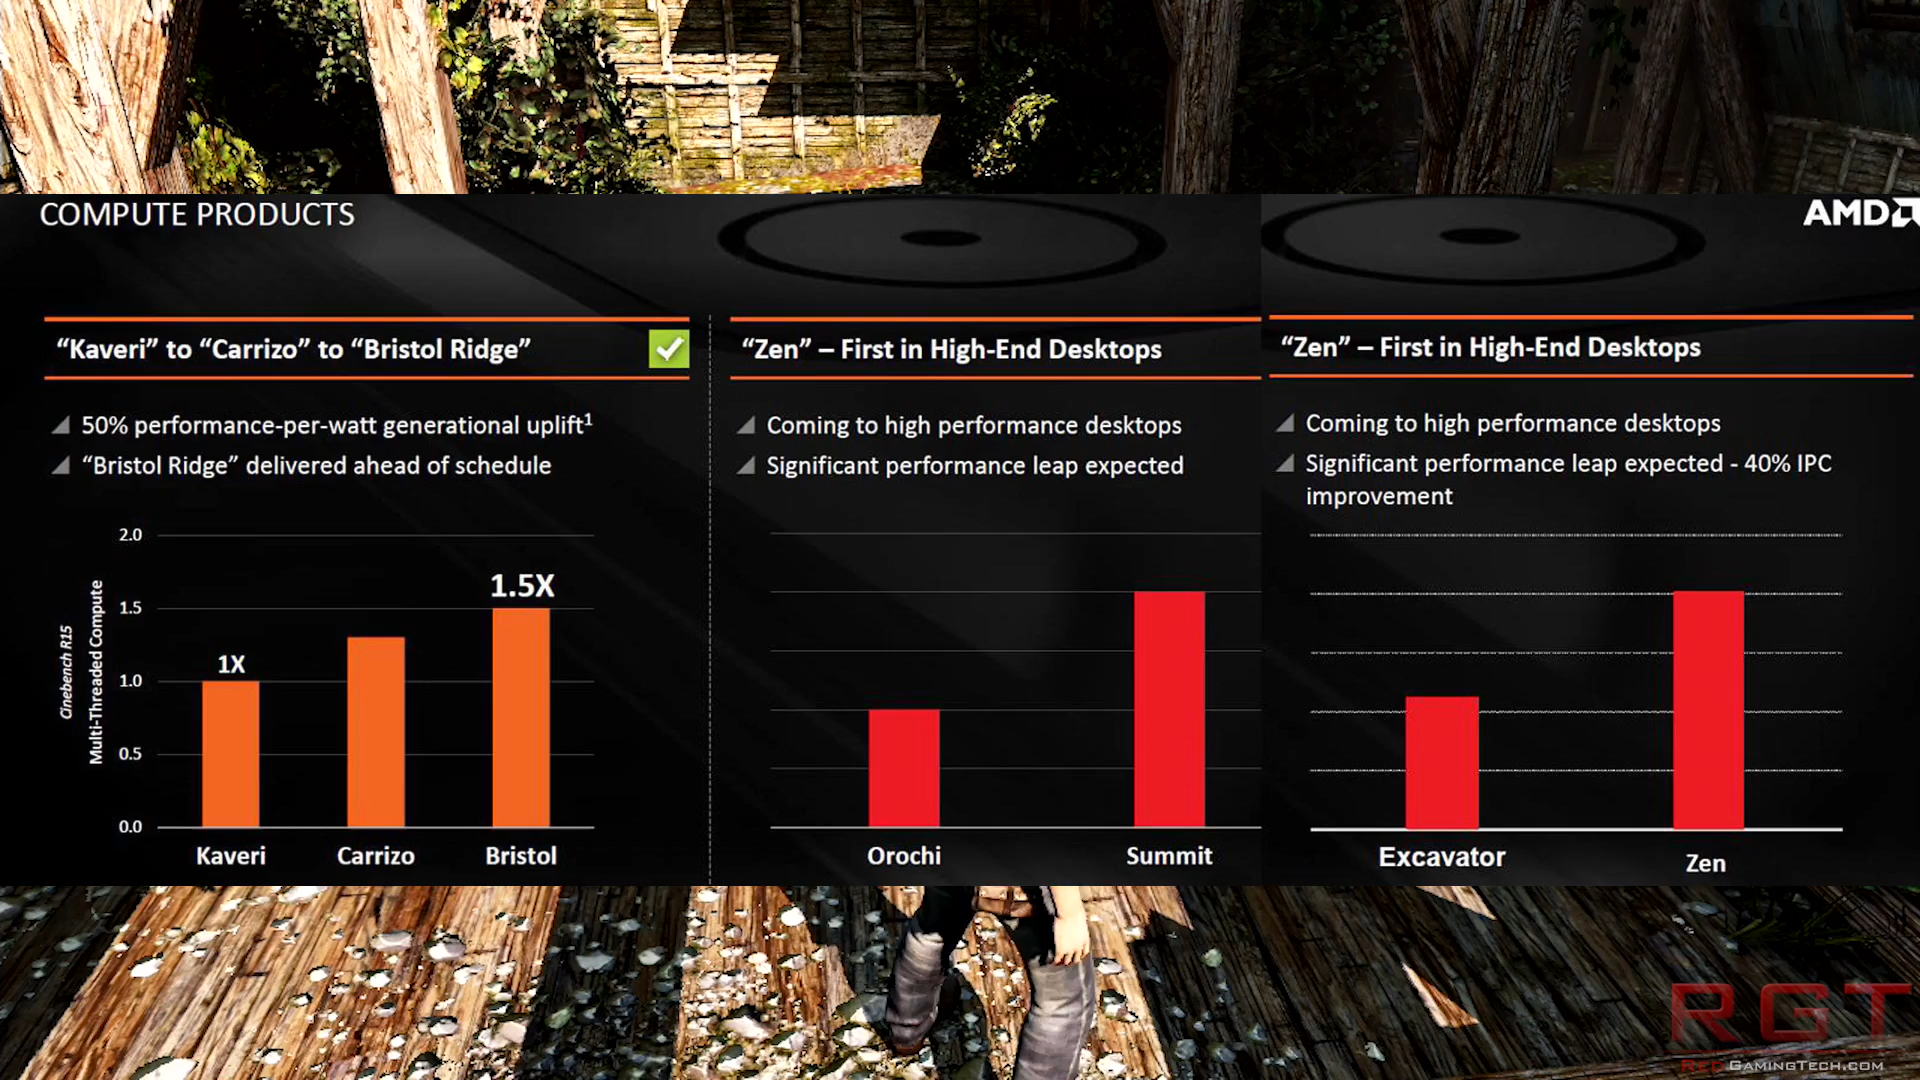 COMPUTE PRODUCTS
AMD
“Kaveri” to “Carrizo” to “Bristol Ridge”
50% performance-per-watt generational uplift1
“Bristol Ridge” delivered ahead of schedule
Cinebench R15
Multi-Threaded Compute
2.0
1.5
1.0
0.5
0.0
1X
1.5X
Kaveri
Carrizo
Bristol
“Zen” – First in High-End Desktops
Coming to high performance desktops
Significant performance leap expected
Orochi
Summit
“Zen” – First in High-End Desktops
Coming to high performance desktops
Significant performance leap expected - 40% IPC
improvement
Excavator
Zen
RGT
RedGamingTech.com